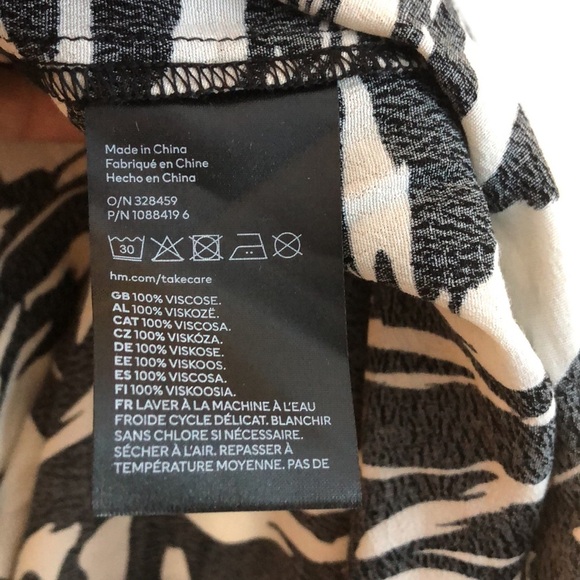 Made in China
Fabriqué en Chine
Hecho en China
O/N 328459
P/N 1088419 6
30
hm.com/takecare
GB 100% VISCOSE.
AL 100% VISKOZË.
CAT 100% VISCOSA.
CZ 100% VISKÓZA.
DE 100% VISKOSE.
EE 100% VISKOOS.
ES 100% VISCOSA.
FI 100% VISKOOSIA.
FR LAVER À LA MACHINE À L'EAU
FROIDE CYCLE DÉLICAT. BLANCHIR
SANS CHLORE SI NÉCESSAIRE.
SÉCHER À L'AIR. REPASSER À
TEMPÉRATURE MOYENNE. PAS DE